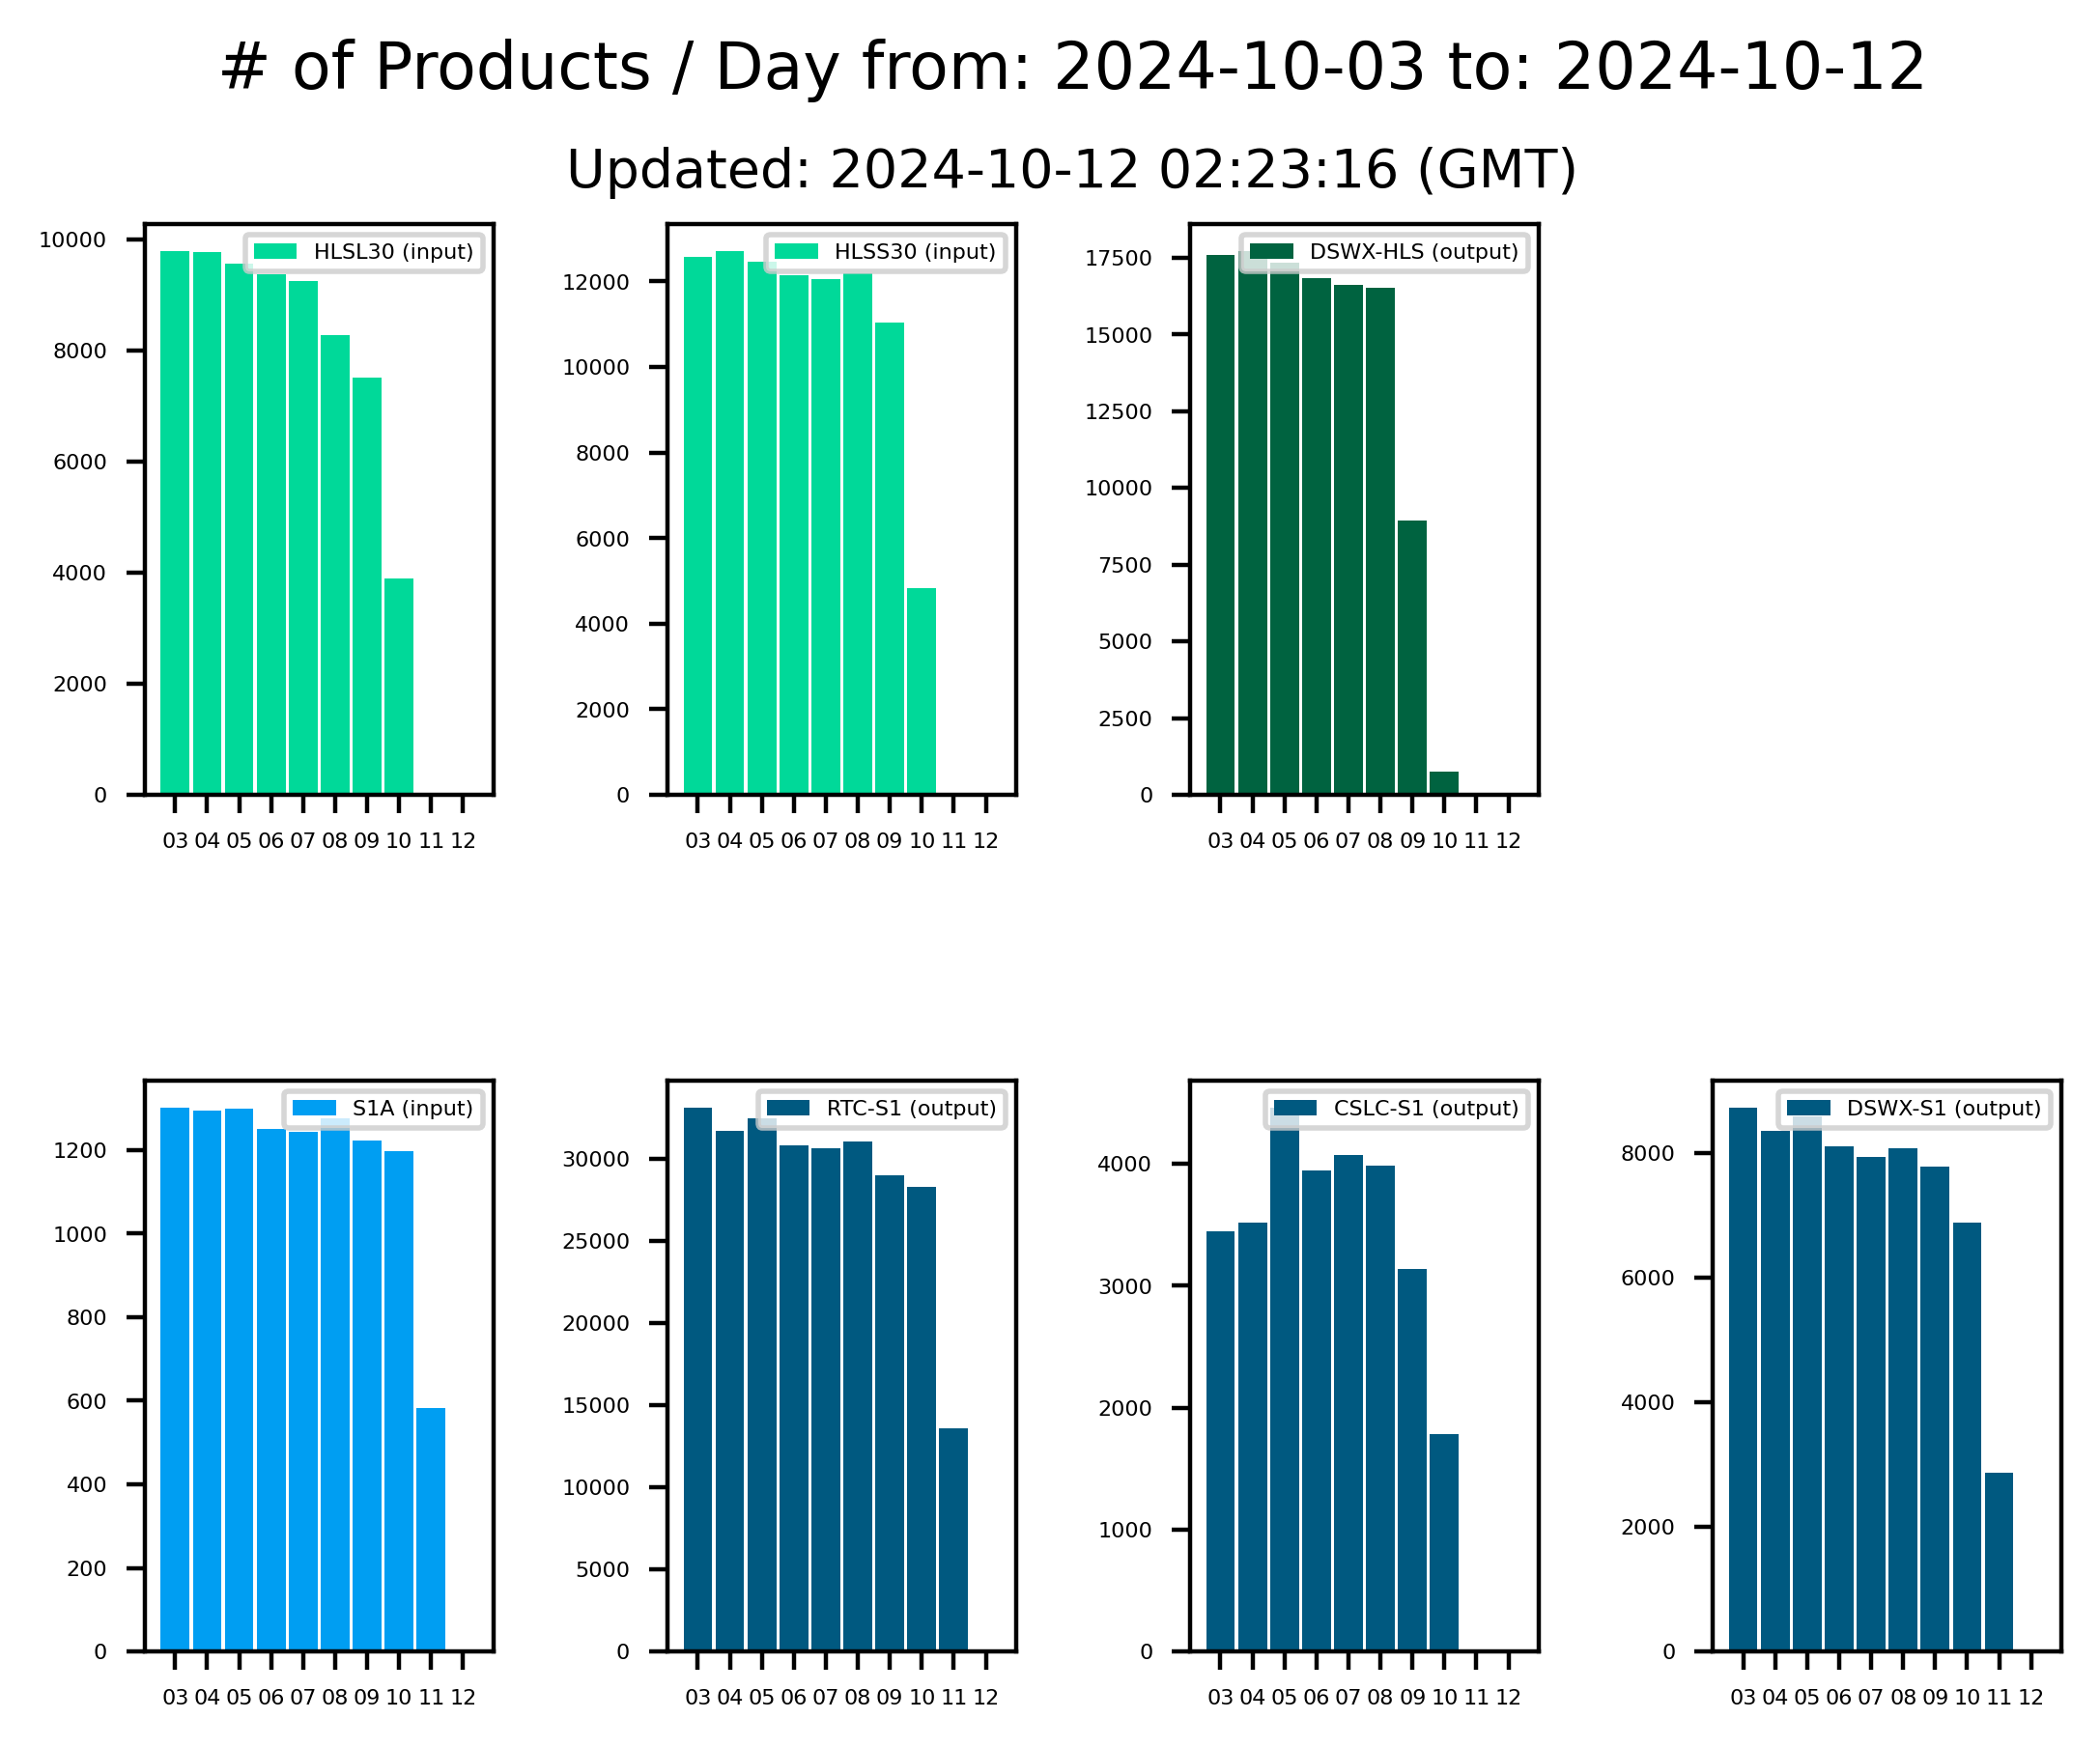 # of Products / Day from: 2024-10-03 to: 2024-10-12
Updated: 2024-10-12 02:23:16 (GMT)
HLSL30 (input)
10000
8000
6000
4000
2000
0
03 04 05 06 07 08 09 10 11 12
HLSS30 (input)
12000
10000
8000
6000
4000
2000
0
03 04 05 06 07 08 09 10 11 12
DSWX-HLS (output)
17500
15000
12500
10000
7500
5000
2500
0
03 04 05 06 07 08 09 10 11 12
S1A (input)
1200
1000
800
600
400
200
0
03 04 05 06 07 08 09 10 11 12
RTC-S1 (output)
30000
25000
20000
15000
10000
5000
0
03 04 05 06 07 08 09 10 11 12
CSLC-S1 (output)
4000
3000
2000
1000
0
03 04 05 06 07 08 09 10 11 12
DSWX-S1 (output)
8000
6000
4000
2000
0
03 04 05 06 07 08 09 10 11 12